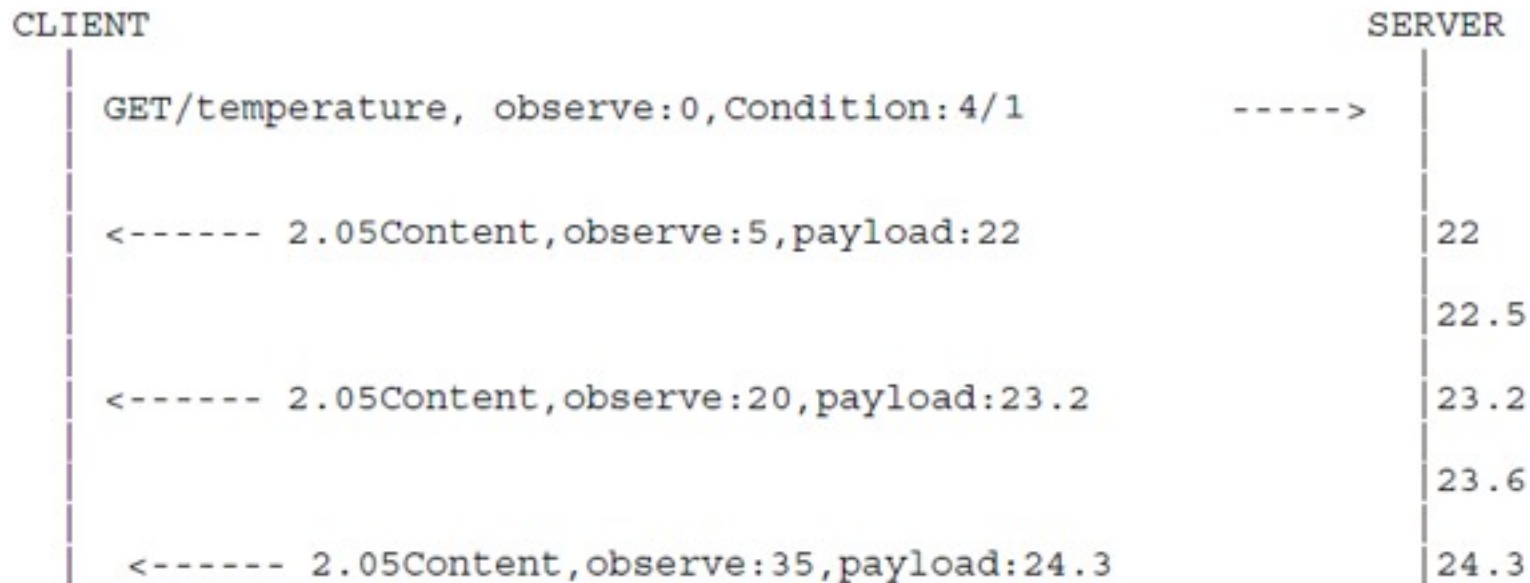 CLIENT SERVER
GET/temperature, observe:0,Condition:4/1 ----->
<------ 2.05Content,observe:5,payload:22 22
22.5
<------ 2.05Content,observe:20,payload:23.2 23.2
23.6
<------ 2.05Content,observe:35,payload:24.3 24.3